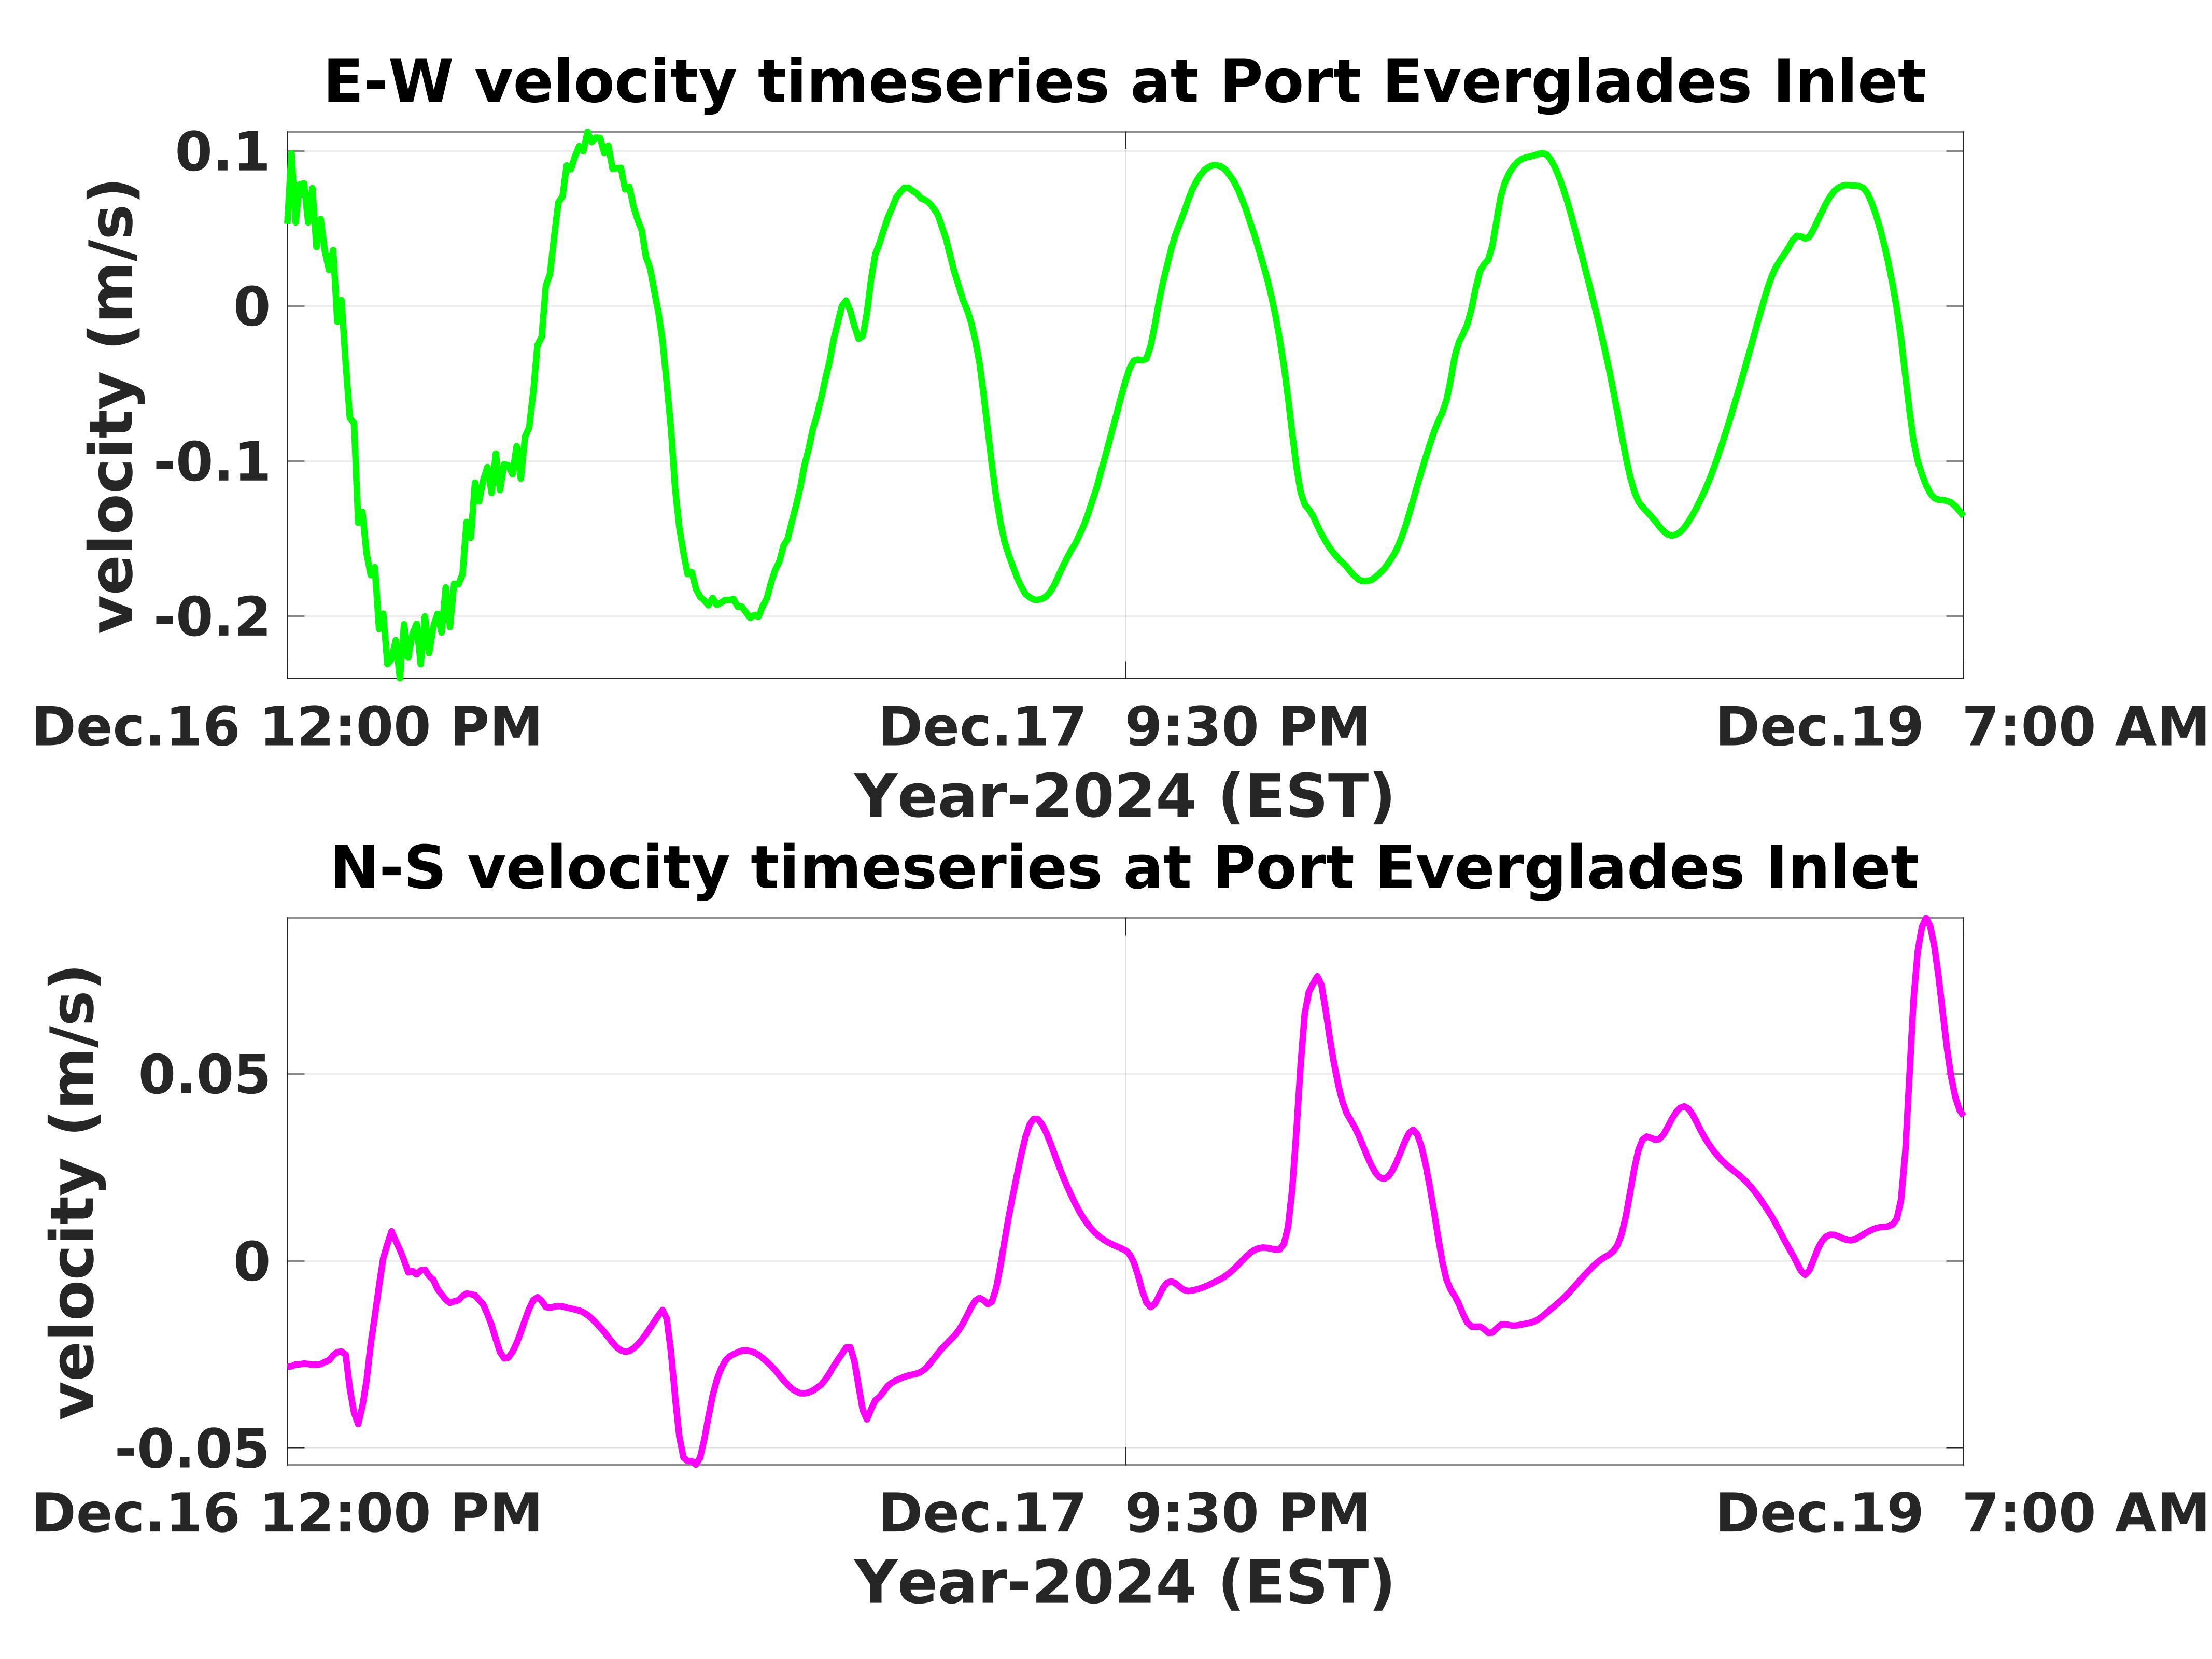 E-W velocity timeseries at Port Everglades Inlet
velocity (m/s)
0.1
0
-0.1
-0.2
Dec.16 12:00 PM Dec.17 9:30 PM Dec.19 7:00 AM
Year-2024 (EST)
N-S velocity timeseries at Port Everglades Inlet
velocity (m/s)
0.05
0
-0.05
Dec.16 12:00 PM Dec.17 9:30 PM Dec.19 7:00 AM
Year-2024 (EST)